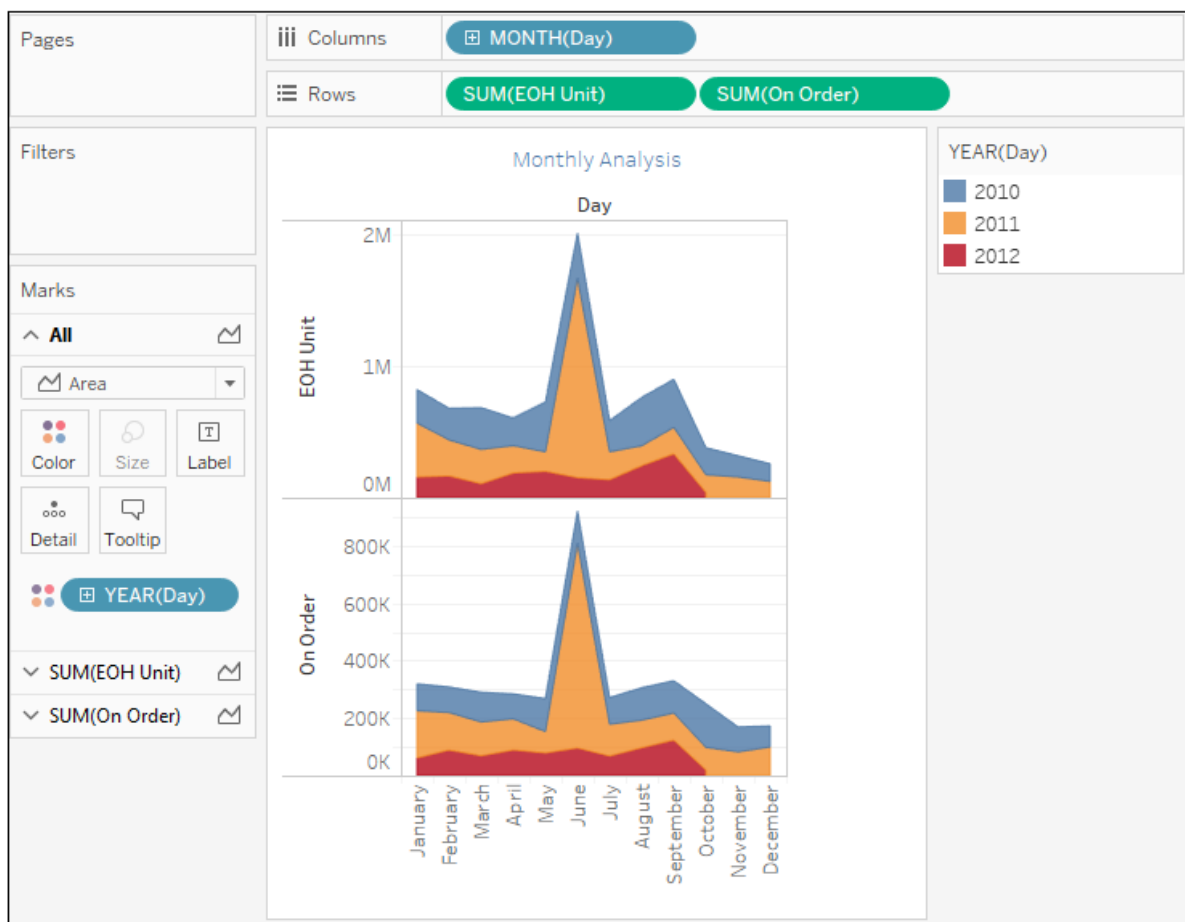 Pages
Columns
MONTH(Day)
Rows
SUM(EOH Unit)
SUM(On Order)
Filters
Marks
All
Area
Color
Size
Label
Detail
Tooltip
YEAR(Day)
SUM(EOH Unit)
SUM(On Order)
Monthly Analysis
Day
EOH Unit
2M
1M
0M
On Order
800K
600K
400K
200K
0K
January
February
March
April
May
June
July
August
September
October
November
December
YEAR(Day)
2010
2011
2012